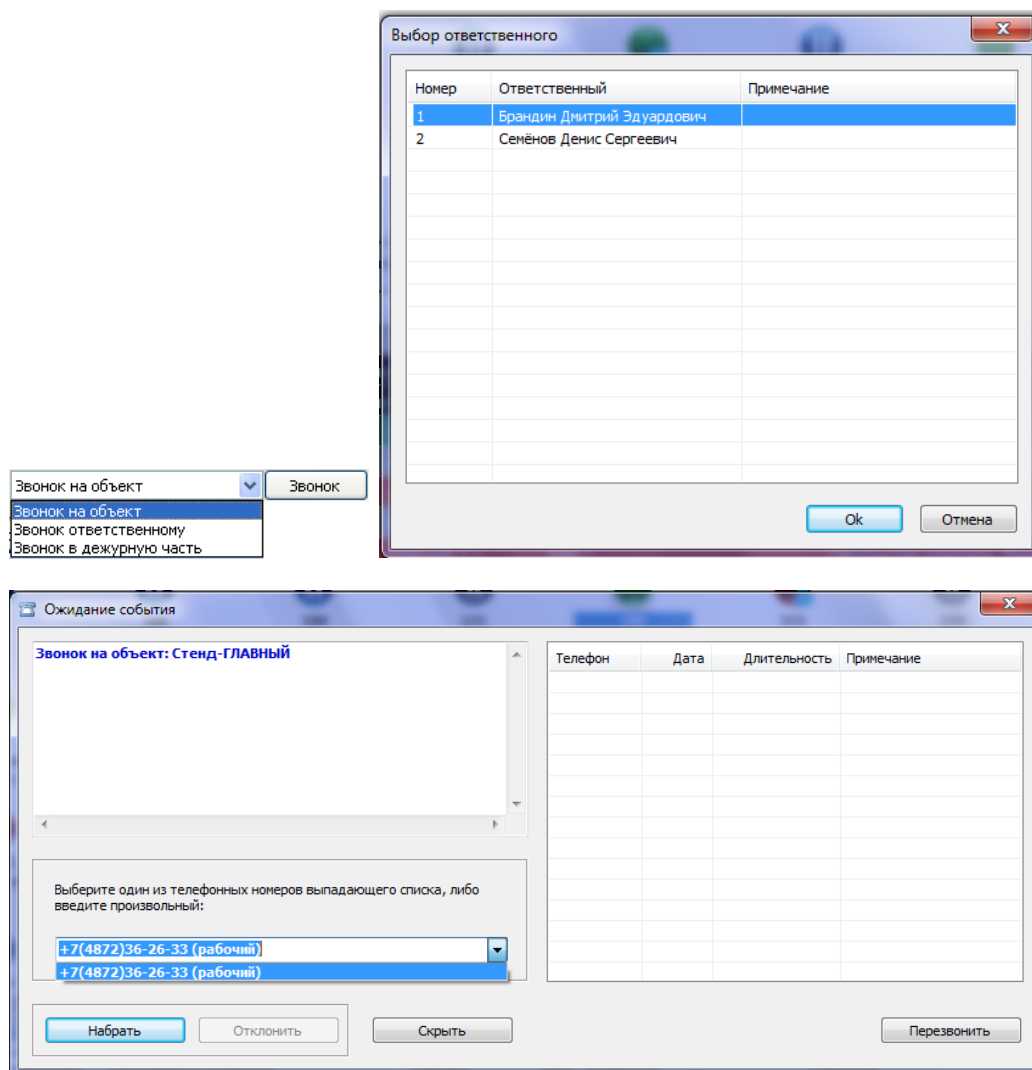 Выбор ответственного
Номер Ответственный Примечание
1 Брандин Дмитрий Эдуардович
2 Семёнов Денис Сергеевич
Ok Отмена
Звонок на объект Звонок
Звонок на объект
Звонок ответственному
Звонок в дежурную часть
Ожидание события
Звонок на объект: Стенд-ГЛАВНЫЙ
Телефон Дата Длительность Примечание
Выберите один из телефонных номеров выпадающего списка, либо
введите произвольный:
+7(4872)36-26-33 (рабочий)
+7(4872)36-26-33 (рабочий)
Набрать Отклонить Скрыть Перезвонить